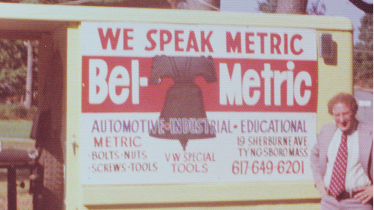 WE SPEAK METRIC
Bel- Metric
AUTOMOTIVE-INDUSTRIAL•EDUCATIONAL
METRIC
BOLTS-NUTS
-SCREWS-TOOLS
V.W SPECIAL
TOOLS
19 SHERBURNE AVE
TYNGSBORO MASS
617-649-6201